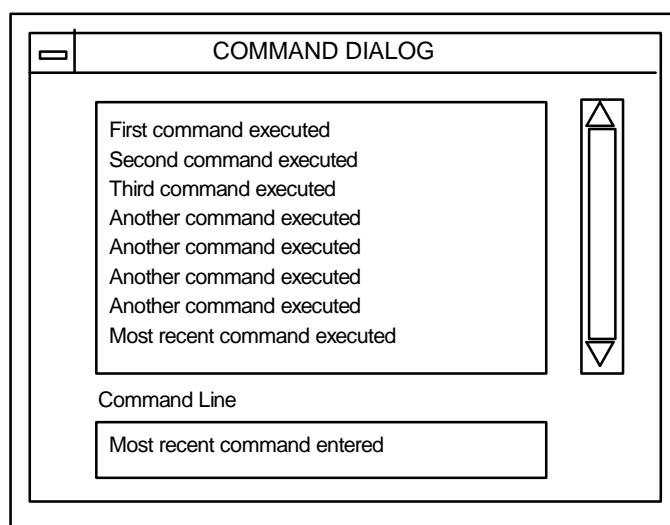 COMMAND DIALOG
First command executed
Second command executed
Third command executed
Another command executed
Another command executed
Another command executed
Another command executed
Most recent command executed
Command Line
Most recent command entered